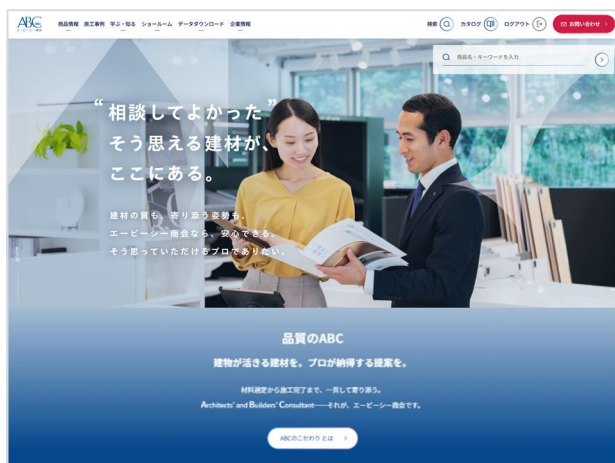 ABC
エービーシー商会
商品情報 施工事例 学ぶ・知る ショールーム データダウンロード 企業情報
検索 カタログ ログアウト お問い合わせ
商品名・キーワードを入力
“相談してよかった”
そう思える建材が、
ここにある。
建材の質も、寄り添う姿勢も、
エービーシー商会なら、安心できる。
そう思っていただけるプロでありたい。
品質のABC
建物が活きる建材を。プロが納得する提案を。
材料選定から施工完了まで、一貫して寄り添う。
Architects' and Builders' Consultant──それが、エービーシー商会です。
ABCのこだわり とは